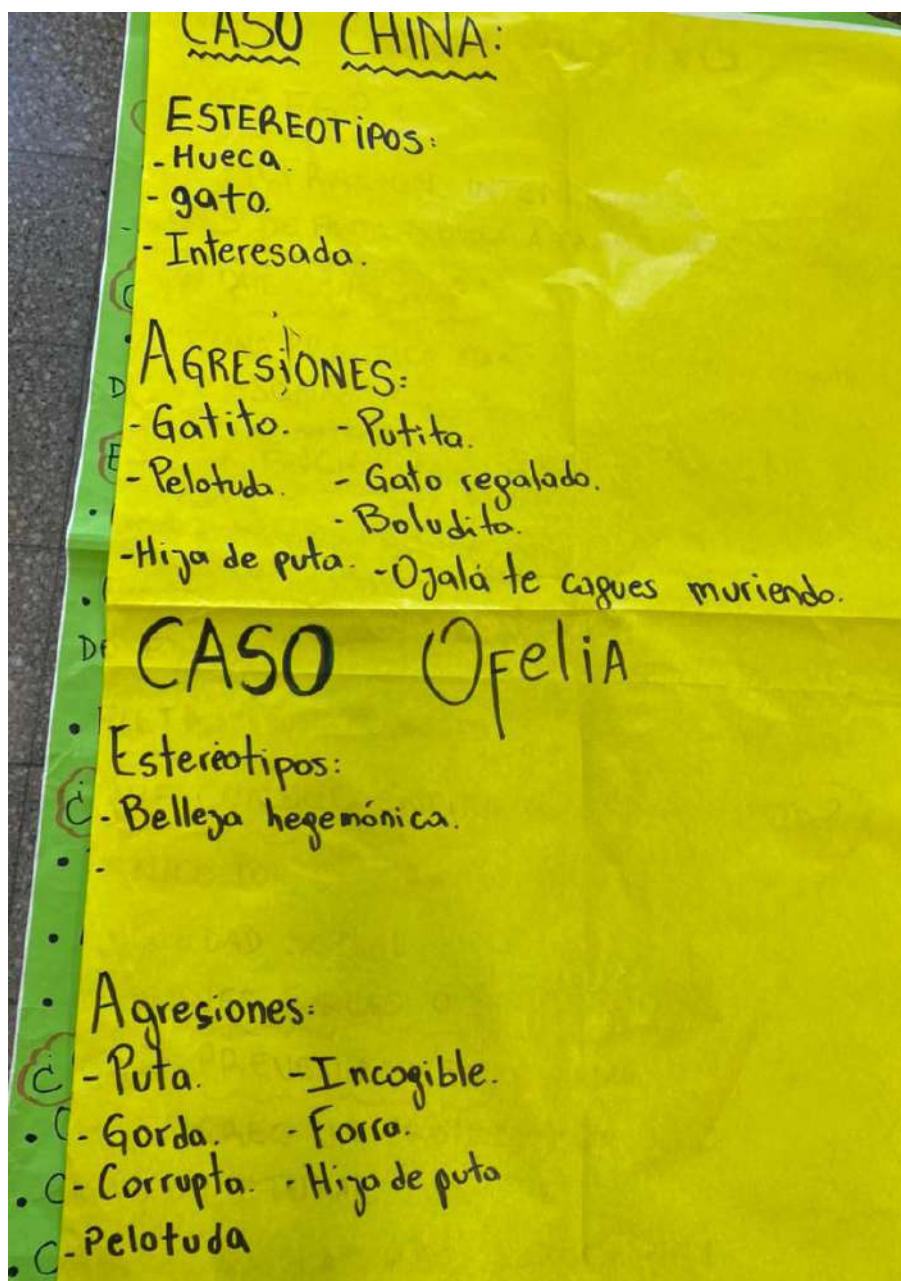 CASO CHINA:
ESTEREOTIPOS:
- Hueca.
- gato.
- Interesada.
AGRESIONES:
- Gatito. - Putita.
- Pelotuda. - Gato regalado.
- Boludita.
- Hija de puta. - Ojalá te cagues muriendo.
CASO OfeliA
Estereotipos:
- Belleza hegemónica.
-
Agresiones:
- Puta. - Incogible.
- Gorda. - Forra.
- Corrupta. - Hija de puta
- Pelotuda